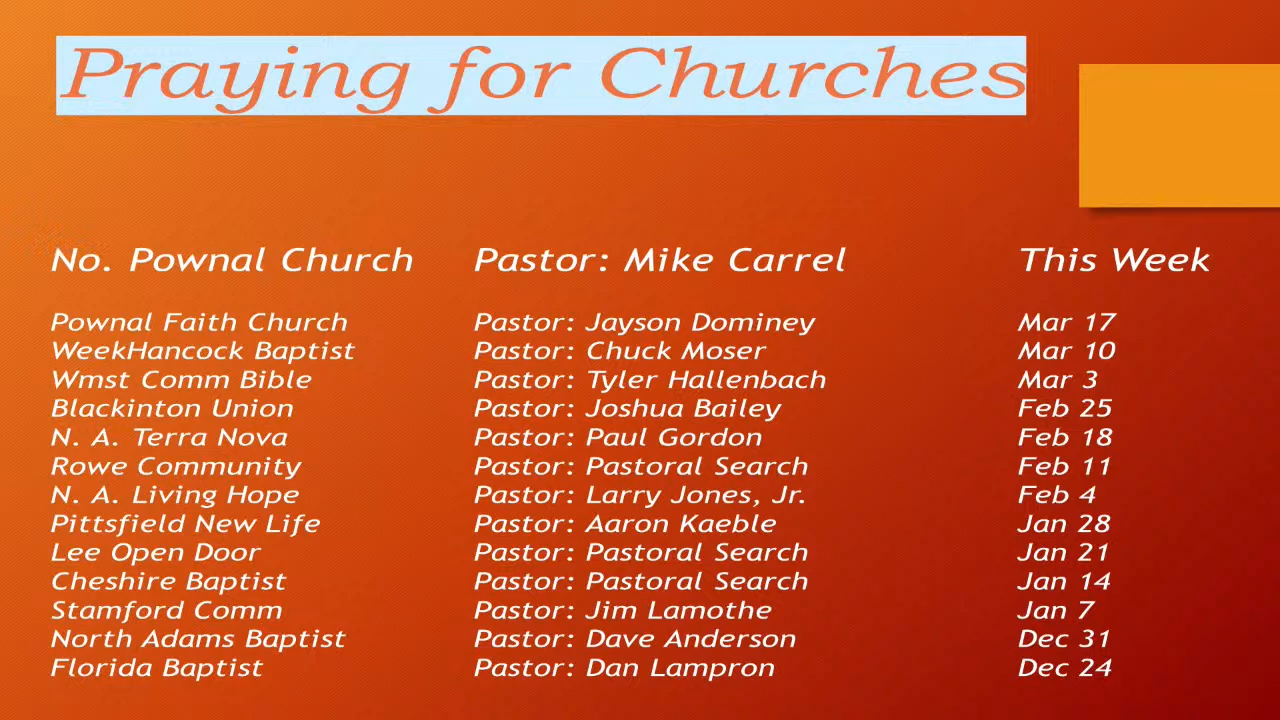 Praying for Churches
No. Pownal Church Pastor: Mike Carrel This Week
Pownal Faith Church Pastor: Jayson Dominey Mar 17
WeekHancock Baptist Pastor: Chuck Moser Mar 10
Wmst Comm Bible Pastor: Tyler Hallenbach Mar 3
Blackinton Union Pastor: Joshua Bailey Feb 25
N. A. Terra Nova Pastor: Paul Gordon Feb 18
Rowe Community Pastor: Pastoral Search Feb 11
N. A. Living Hope Pastor: Larry Jones, Jr. Feb 4
Pittsfield New Life Pastor: Aaron Kaeble Jan 28
Lee Open Door Pastor: Pastoral Search Jan 21
Cheshire Baptist Pastor: Pastoral Search Jan 14
Stamford Comm Pastor: Jim Lamothe Jan 7
North Adams Baptist Pastor: Dave Anderson Dec 31
Florida Baptist Pastor: Dan Lampron Dec 24